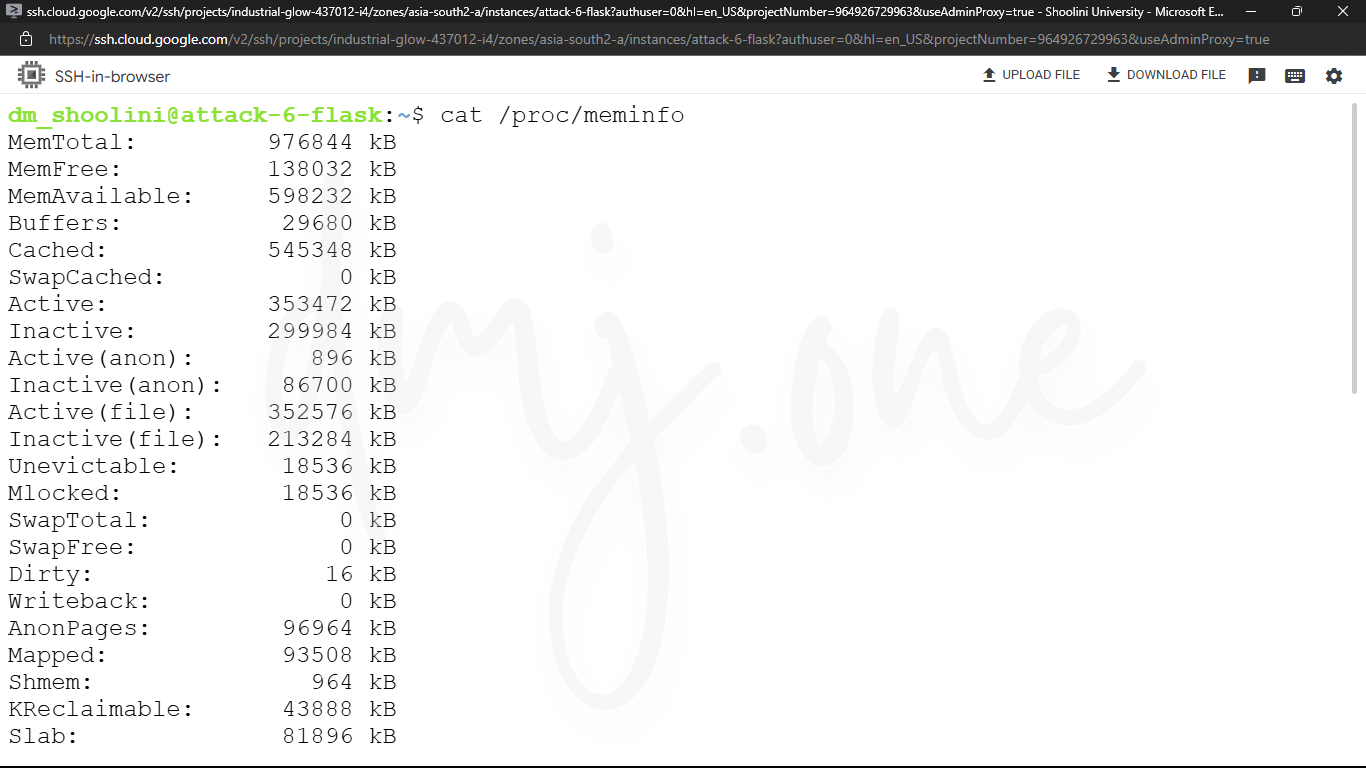 ssh.cloud.google.com/v2/ssh/projects/industrial-glow-437012-i4/zones/asia-south2-a/instances/attack-6-flask?authuser=0&hl=en_US&projectNumber=964926729963&useAdminProxy=true - Shoolini University - Microsoft E...
https://ssh.cloud.google.com/v2/ssh/projects/industrial-glow-437012-i4/zones/asia-south2-a/instances/attack-6-flask?authuser=0&hl=en_US&projectNumber=964926729963&useAdminProxy=true
SSH-in-browser UPLOAD FILE DOWNLOAD FILE
dm_shoolini@attack-6-flask:~$ cat /proc/meminfo
MemTotal: 976844 kB
MemFree: 138032 kB
MemAvailable: 598232 kB
Buffers: 29680 kB
Cached: 545348 kB
SwapCached: 0 kB
Active: 353472 kB
Inactive: 299984 kB
Active(anon): 896 kB
Inactive(anon): 86700 kB
Active(file): 352576 kB
Inactive(file): 213284 kB
Unevictable: 18536 kB
Mlocked: 18536 kB
SwapTotal: 0 kB
SwapFree: 0 kB
Dirty: 16 kB
Writeback: 0 kB
AnonPages: 96964 kB
Mapped: 93508 kB
Shmem: 964 kB
KReclaimable: 43888 kB
Slab: 81896 kB
dmj.one